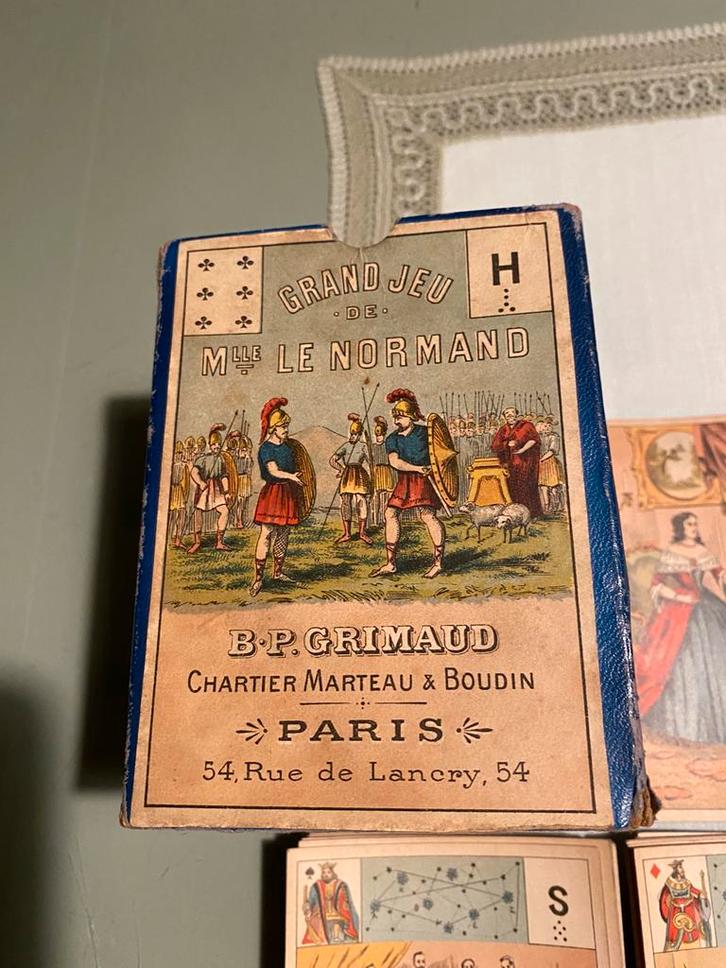 GRAND JEU
· DE ·
MLLE LE NORMAND
H
B·P. GRIMAUD
CHARTIER MARTEAU & BOUDIN
PARIS
54, Rue de Lancry, 54
S